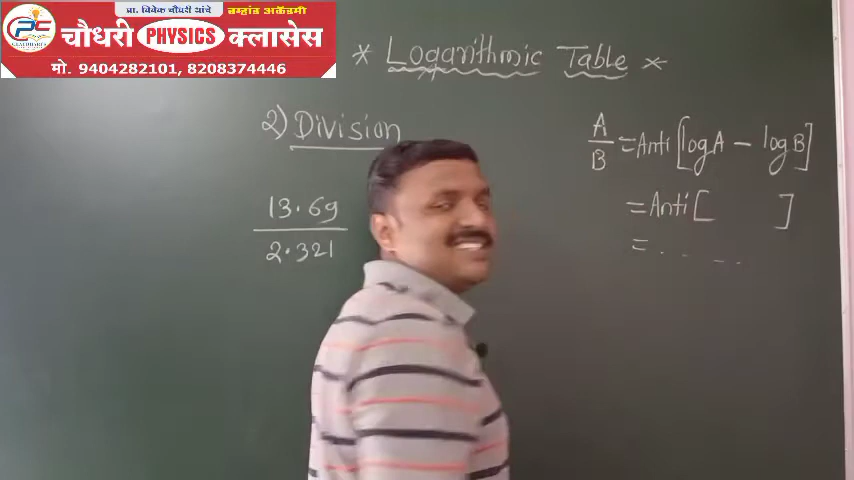 प्रा. विवेक चौधरी यांचे ब्रम्हांड अकॅडमी
चौधरी PHYSICS क्लासेस
मो. 9404282101, 8208374446
* Logarithmic Table *
2) Division
A/B = Anti [log A - log B]
13.69
2.321
= Anti [ ]
= . . . . .